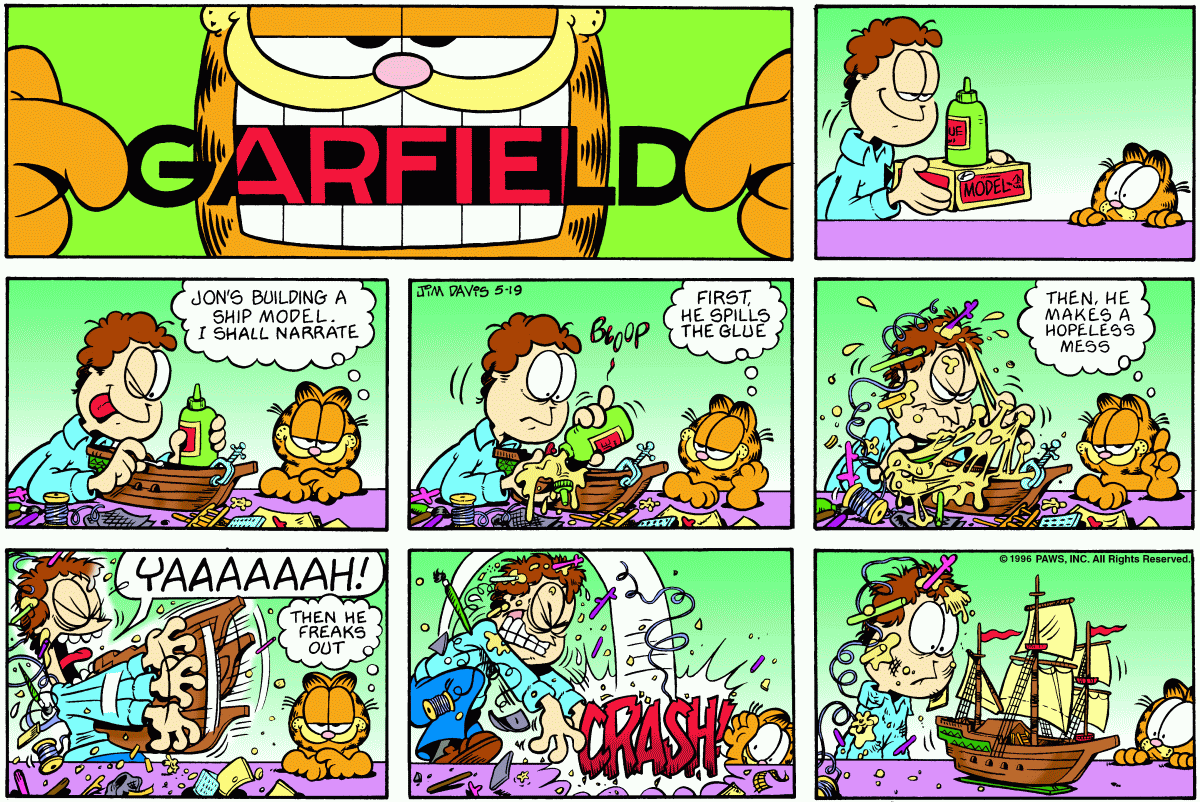 GARFIELD
UE
MODEL
JON'S BUILDING A
SHIP MODEL.
I SHALL NARRATE
JIM DAVIS 5-19
BLOOP
FIRST,
HE SPILLS
THE GLUE
THEN, HE
MAKES A
HOPELESS
MESS
YAAAAAAH!
THEN HE
FREAKS
OUT
CRASH!
© 1996 PAWS, INC. All Rights Reserved.